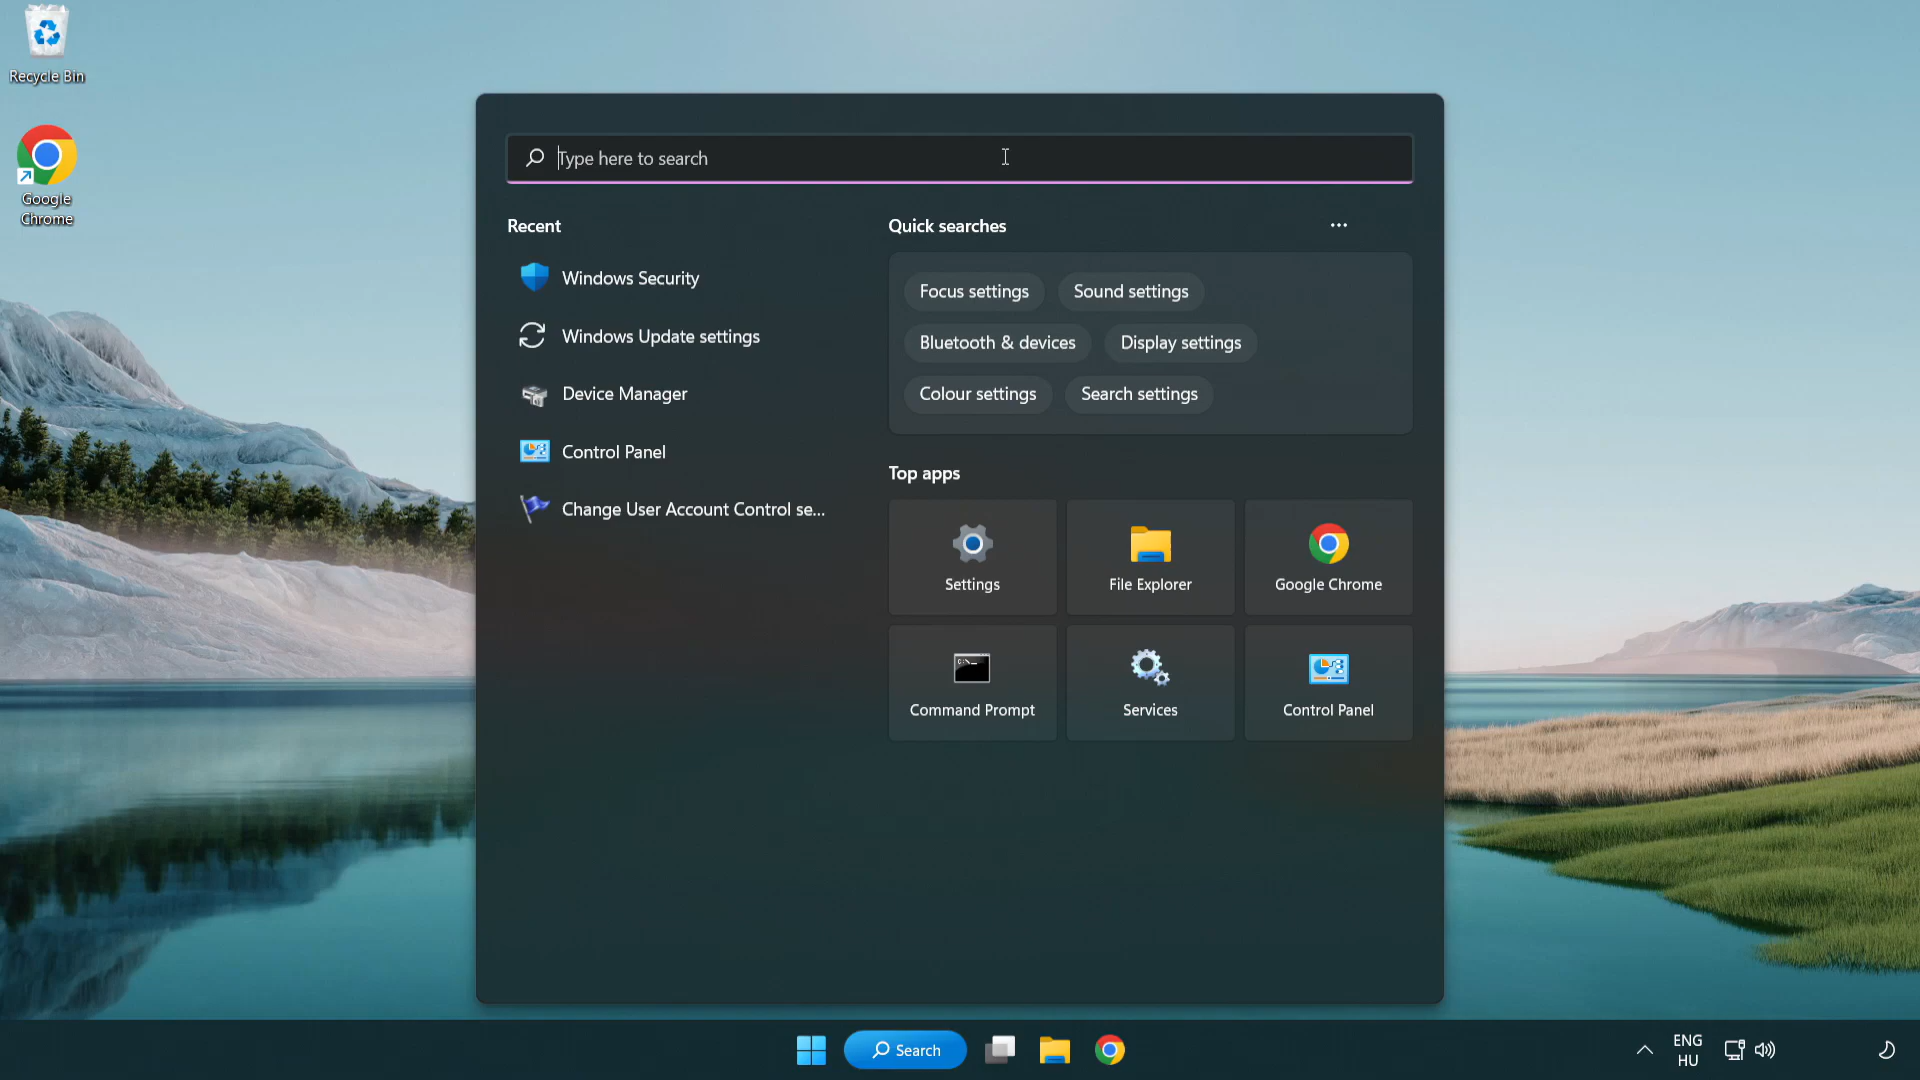 Recycle Bin
Google
Chrome
Type here to search
Recent
Windows Security
Windows Update settings
Device Manager
Control Panel
Change User Account Control se...
Quick searches
Focus settings
Sound settings
Bluetooth & devices
Display settings
Colour settings
Search settings
Top apps
Settings
File Explorer
Google Chrome
Command Prompt
Services
Control Panel
Search
ENG
HU